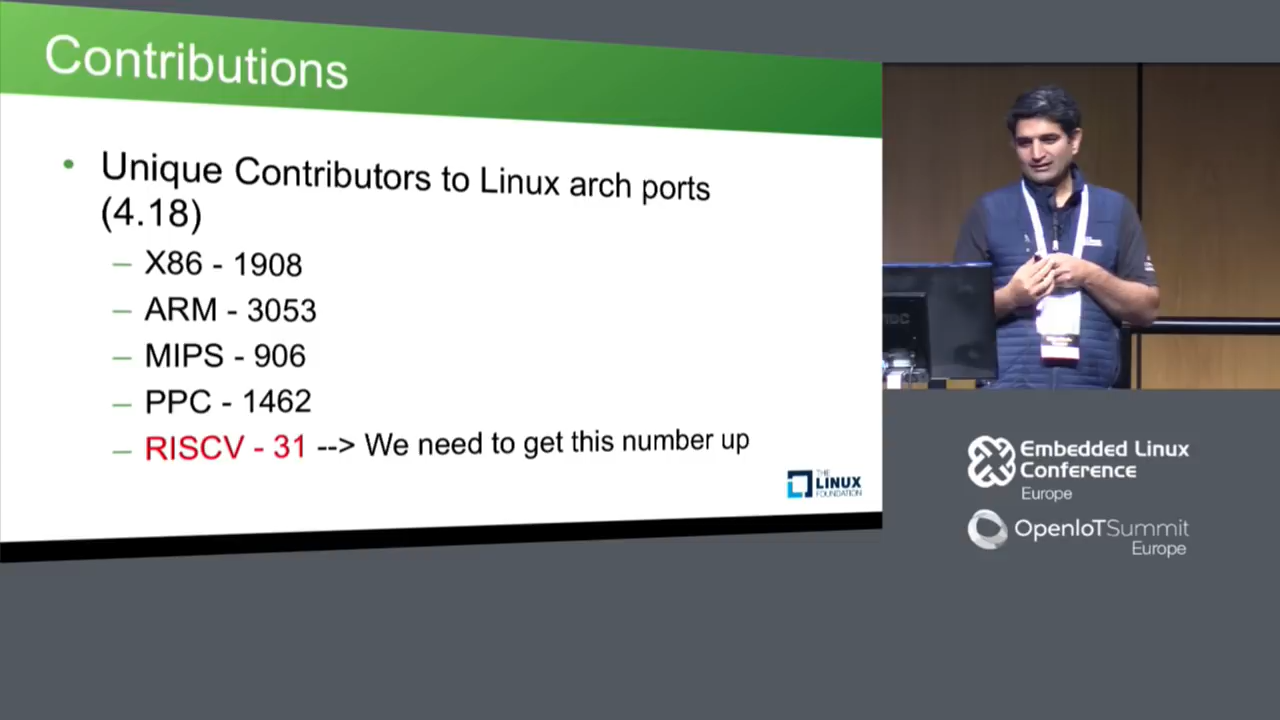 Contributions
• Unique Contributors to Linux arch ports
(4.18)
– X86 - 1908
– ARM - 3053
– MIPS - 906
– PPC - 1462
– RISCV - 31 --> We need to get this number up
THE
LINUX
FOUNDATION
Embedded Linux
Conference
Europe
OpenIoTSummit
Europe